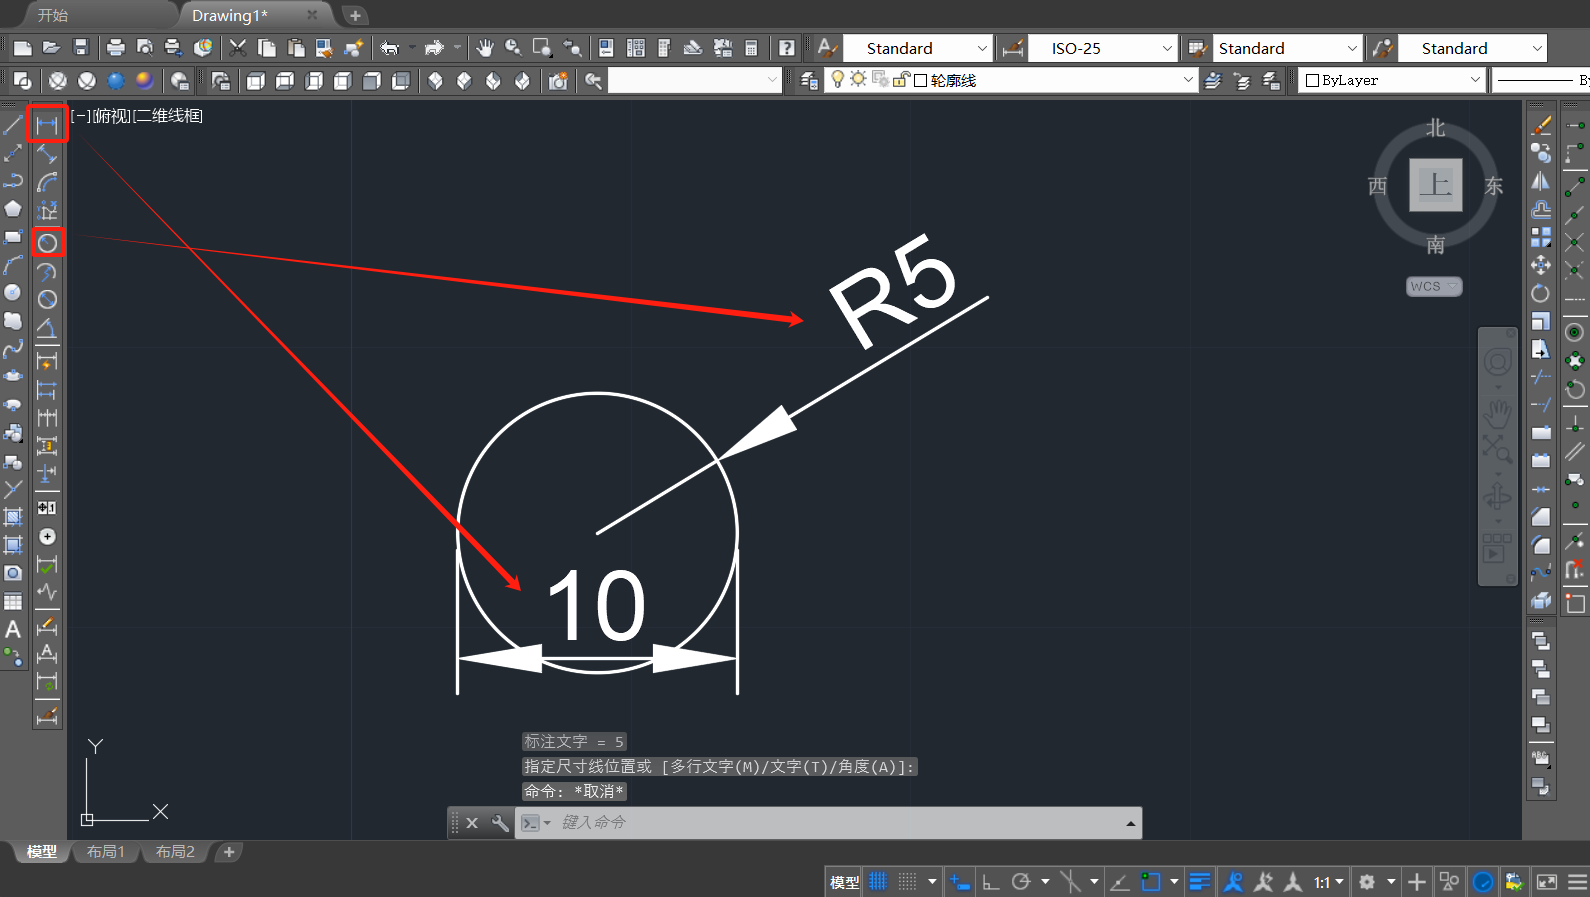 开始
Drawing1*
Standard
ISO-25
Standard
Standard
轮廓线
ByLayer
By
[−][俯视][二维线框]
北
西
上
东
南
WCS
R5
10
A
A
ABC
标注文字 = 5
指定尺寸线位置或 [多行文字(M)/文字(T)/角度(A)]:
命令: *取消*
键入命令
Y
X
模型
布局1
布局2
模型
1:1